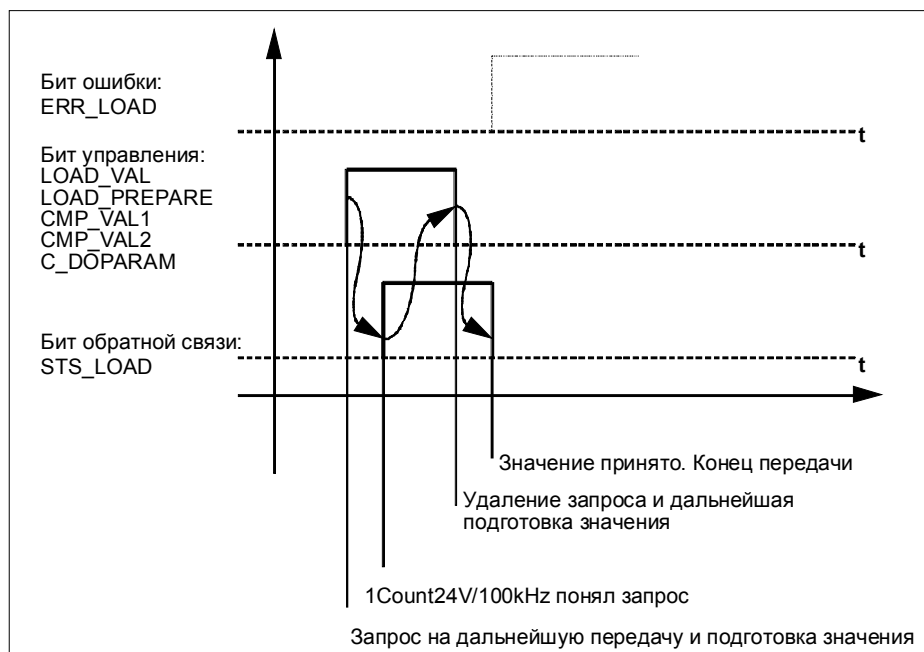 Бит ошибки:
ERR_LOAD
t
Бит управления:
LOAD_VAL
LOAD_PREPARE
CMP_VAL1
CMP_VAL2
t
C_DOPARAM
Бит обратной связи:
STS_LOAD
t
Значение принято. Конец передачи
Удаление запроса и дальнейшая
подготовка значения
1Count24V/100kHz понял запрос
Запрос на дальнейшую передачу и подготовка значения